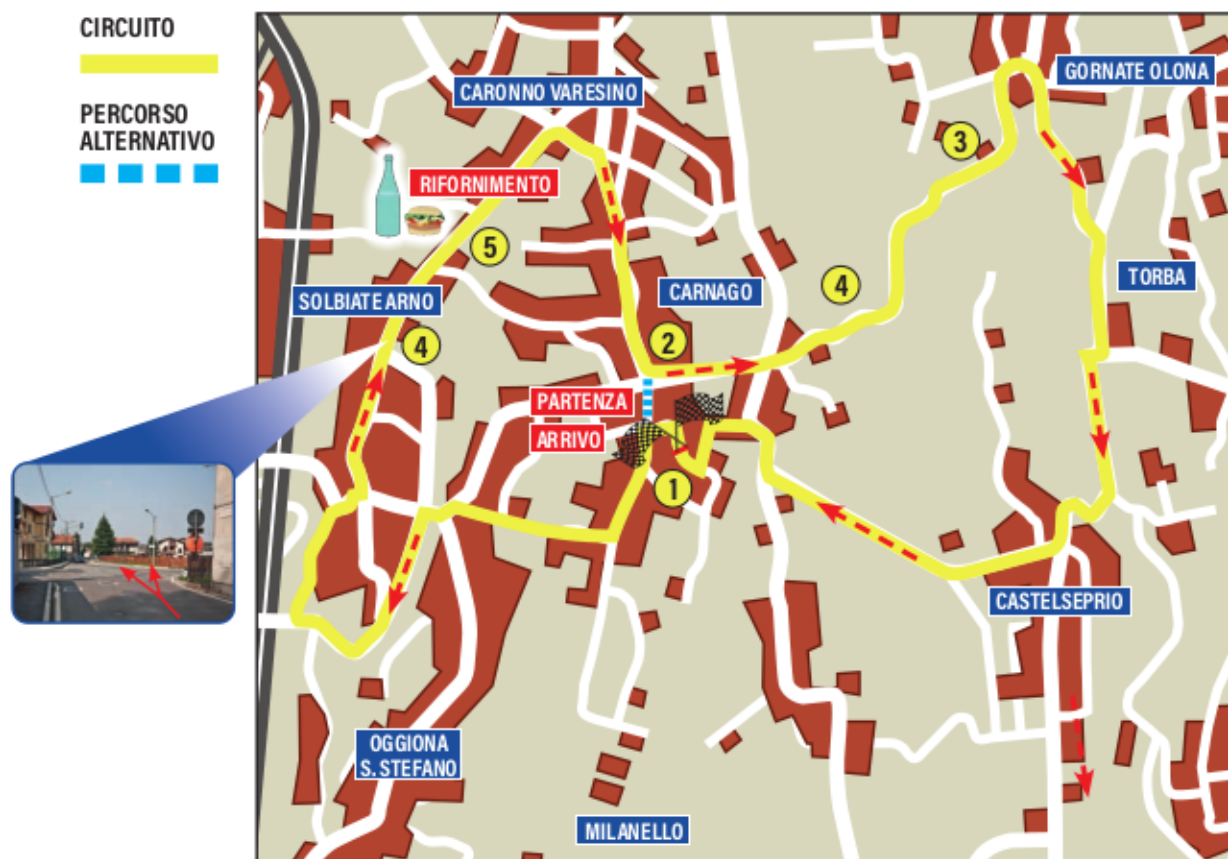 CIRCUITO
PERCORSO
ALTERNATIVO
CARONNO VARESINO
GORNATE OLONA
3
RIFORNIMENTO
5
TORBA
SOLBIATE ARNO
CARNAGO
4
4
2
PARTENZA
ARRIVO
1
CASTELSEPRIO
OGGIONA
S. STEFANO
MILANELLO